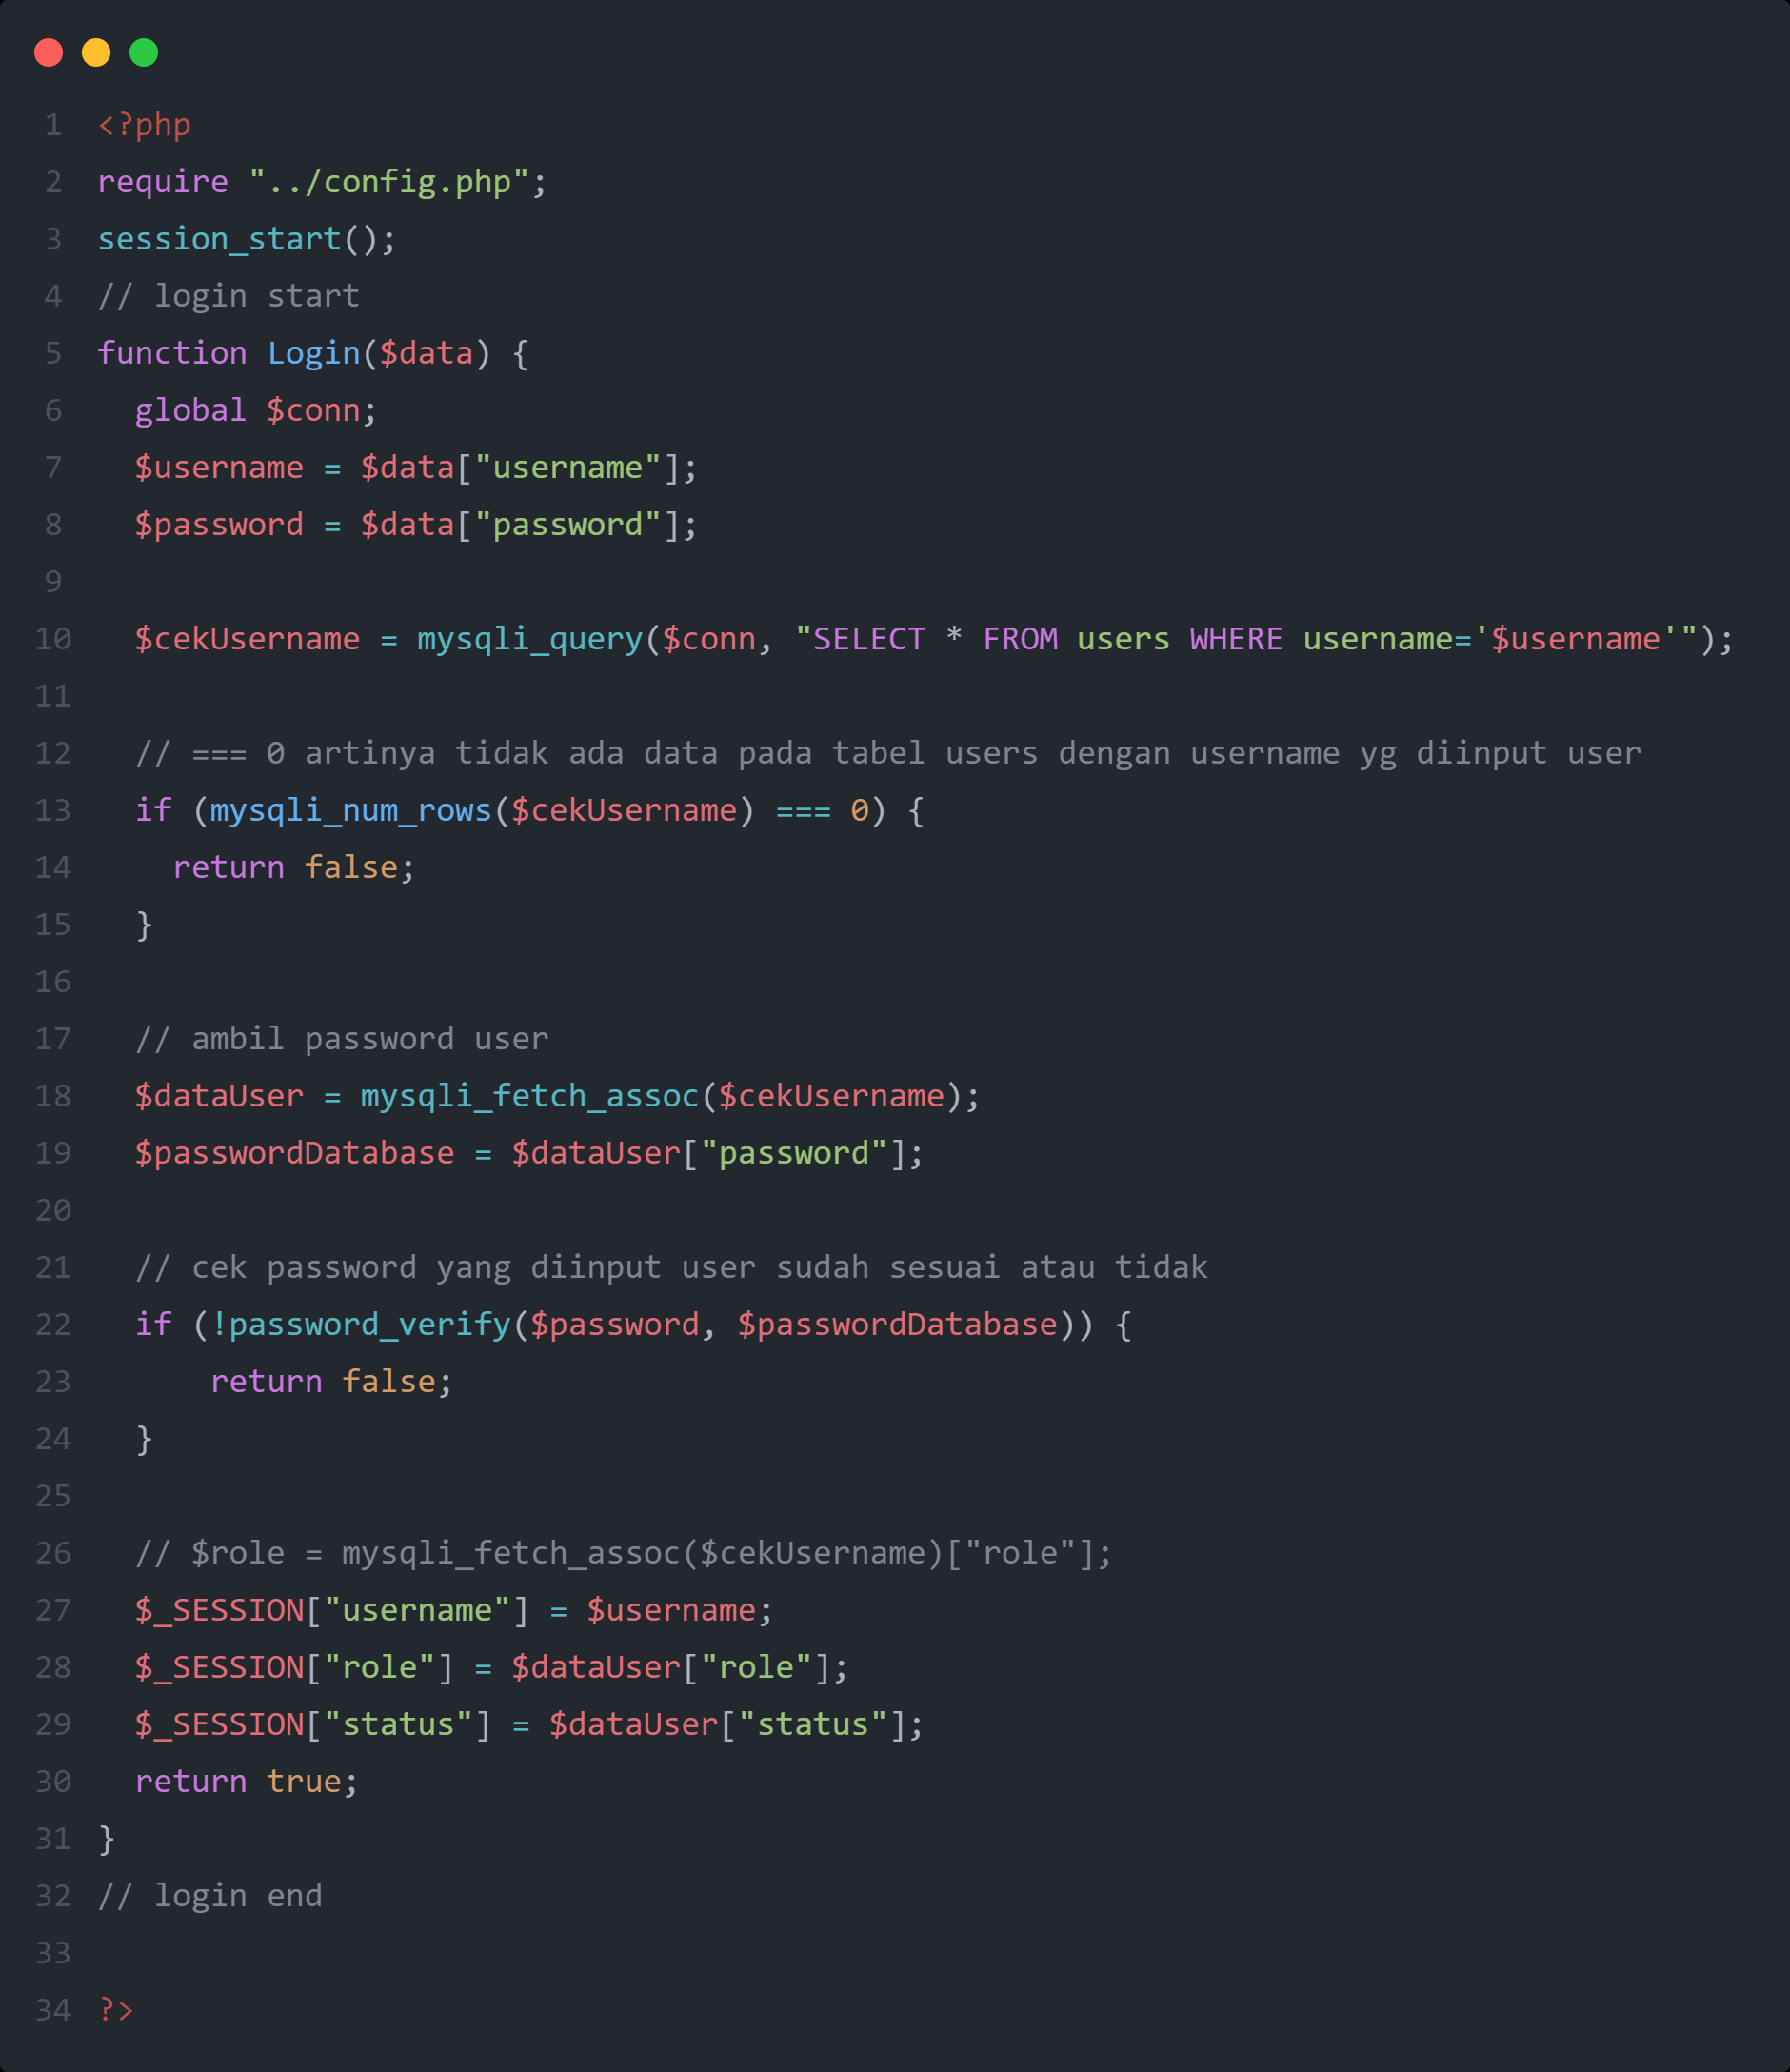 1 <?php
2 require "../config.php";
3 session_start();
4 // login start
5 function Login($data) {
6   global $conn;
7   $username = $data["username"];
8   $password = $data["password"];
9
10   $cekUsername = mysqli_query($conn, "SELECT * FROM users WHERE username='$username'");
11
12   // === 0 artinya tidak ada data pada tabel users dengan username yg diinput user
13   if (mysqli_num_rows($cekUsername) === 0) {
14     return false;
15   }
16
17   // ambil password user
18   $dataUser = mysqli_fetch_assoc($cekUsername);
19   $passwordDatabase = $dataUser["password"];
20
21   // cek password yang diinput user sudah sesuai atau tidak
22   if (!password_verify($password, $passwordDatabase)) {
23       return false;
24   }
25
26   // $role = mysqli_fetch_assoc($cekUsername)["role"];
27   $_SESSION["username"] = $username;
28   $_SESSION["role"] = $dataUser["role"];
29   $_SESSION["status"] = $dataUser["status"];
30   return true;
31 }
32 // login end
33
34 ?>